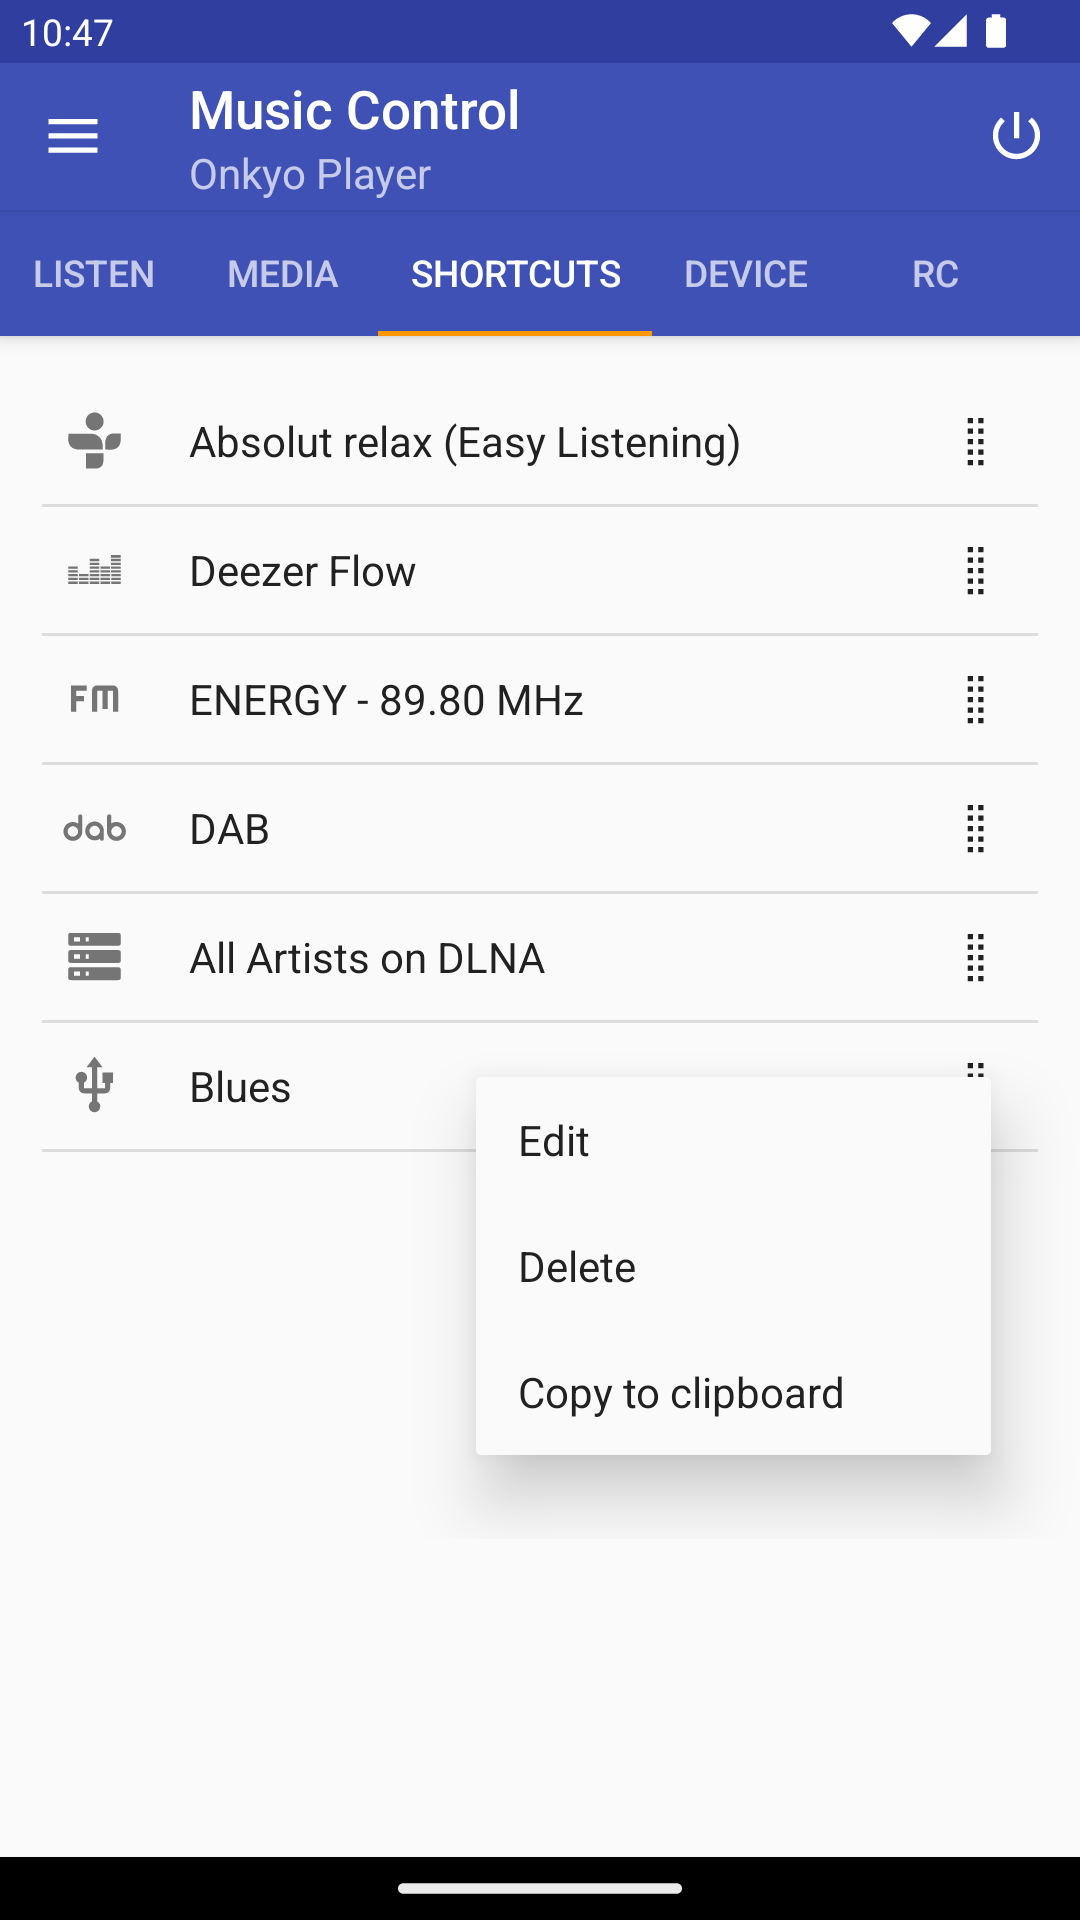 10:47
Music Control
Onkyo Player
LISTEN MEDIA SHORTCUTS DEVICE RC
Absolut relax (Easy Listening)
Deezer Flow
FM ENERGY - 89.80 MHz
dab DAB
All Artists on DLNA
Blues
Edit
Delete
Copy to clipboard